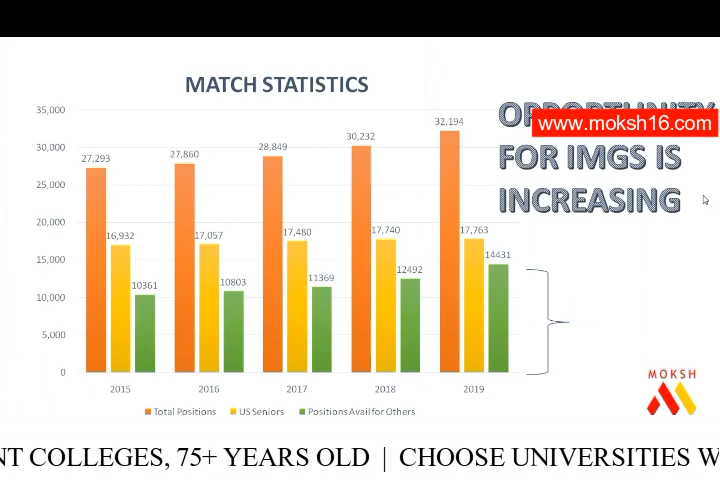 MATCH STATISTICS
OPPORTUNITY
www.moksh16.com
FOR IMGS IS
INCREASING
35,000
30,000
25,000
20,000
15,000
10,000
5,000
0
27,293
16,932
10361
27,860
17,057
10803
28,849
17,480
11369
30,232
17,740
12492
32,194
17,763
14431
2015 2016 2017 2018 2019
Total Positions US Seniors Positions Avail for Others
MOKSH
NT COLLEGES, 75+ YEARS OLD | CHOOSE UNIVERSITIES W